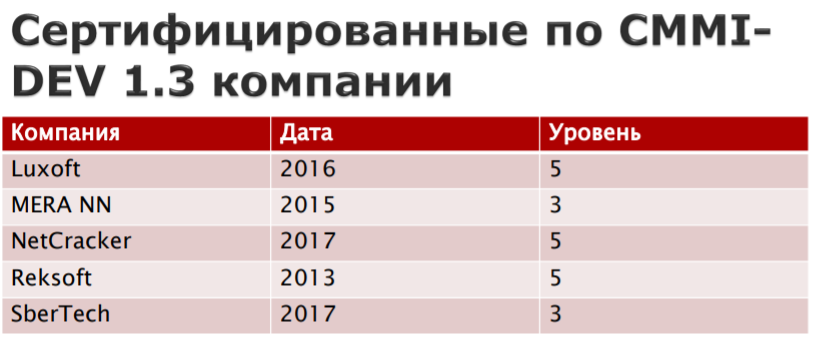 Сертифицированные по CMMI-
DEV 1.3 компании
Компания Дата Уровень
Luxoft 2016 5
MERA NN 2015 3
NetCracker 2017 5
Reksoft 2013 5
SberTech 2017 3